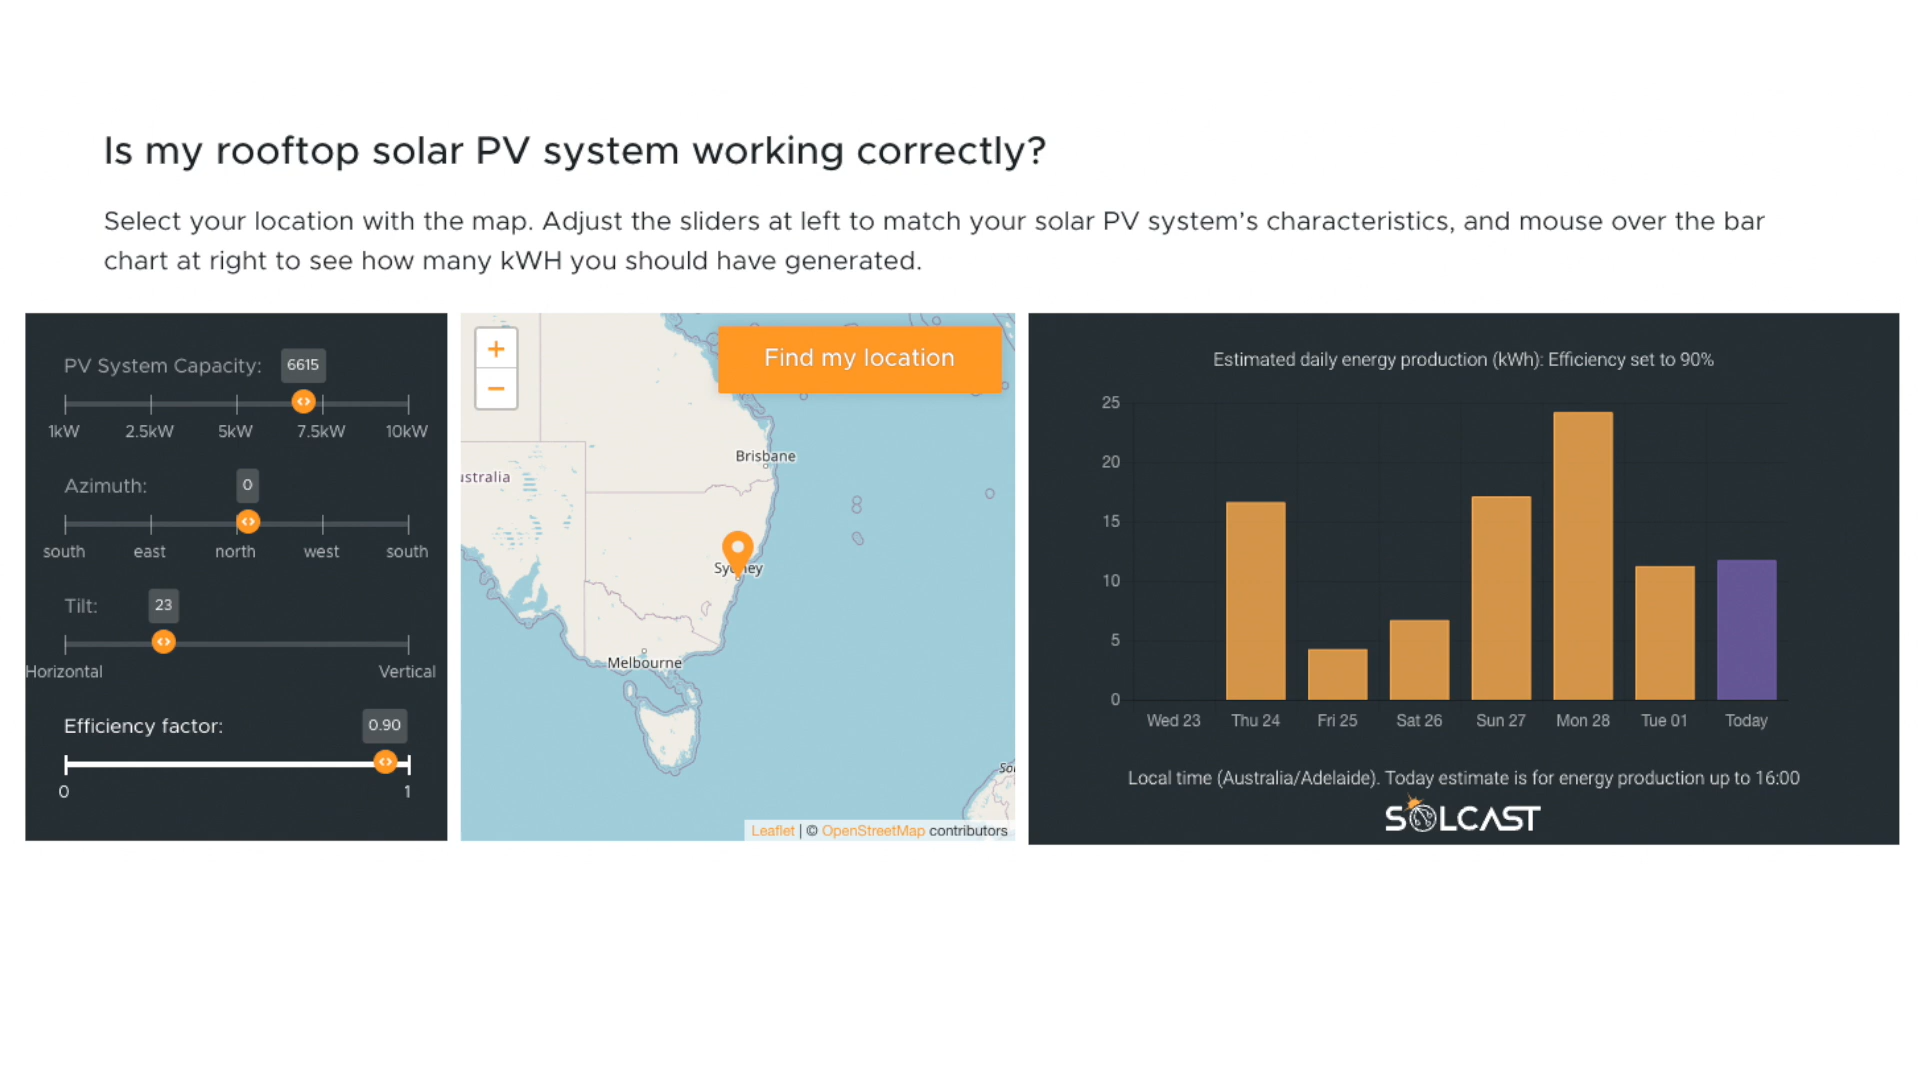 Is my rooftop solar PV system working correctly?
Select your location with the map. Adjust the sliders at left to match your solar PV system's characteristics, and mouse over the bar
chart at right to see how many kWH you should have generated.
PV System Capacity: 6615
1kW 2.5kW 5kW 7.5kW 10kW
Azimuth: 0
south east north west south
Tilt: 23
Horizontal Vertical
Efficiency factor: 0.90
0 1
+
−
Find my location
Brisbane
ustralia
Sydney
Melbourne
Leaflet | © OpenStreetMap contributors
Estimated daily energy production (kWh): Efficiency set to 90%
25
20
15
10
5
0
Wed 23 Thu 24 Fri 25 Sat 26 Sun 27 Mon 28 Tue 01 Today
Local time (Australia/Adelaide). Today estimate is for energy production up to 16:00
SOLCAST